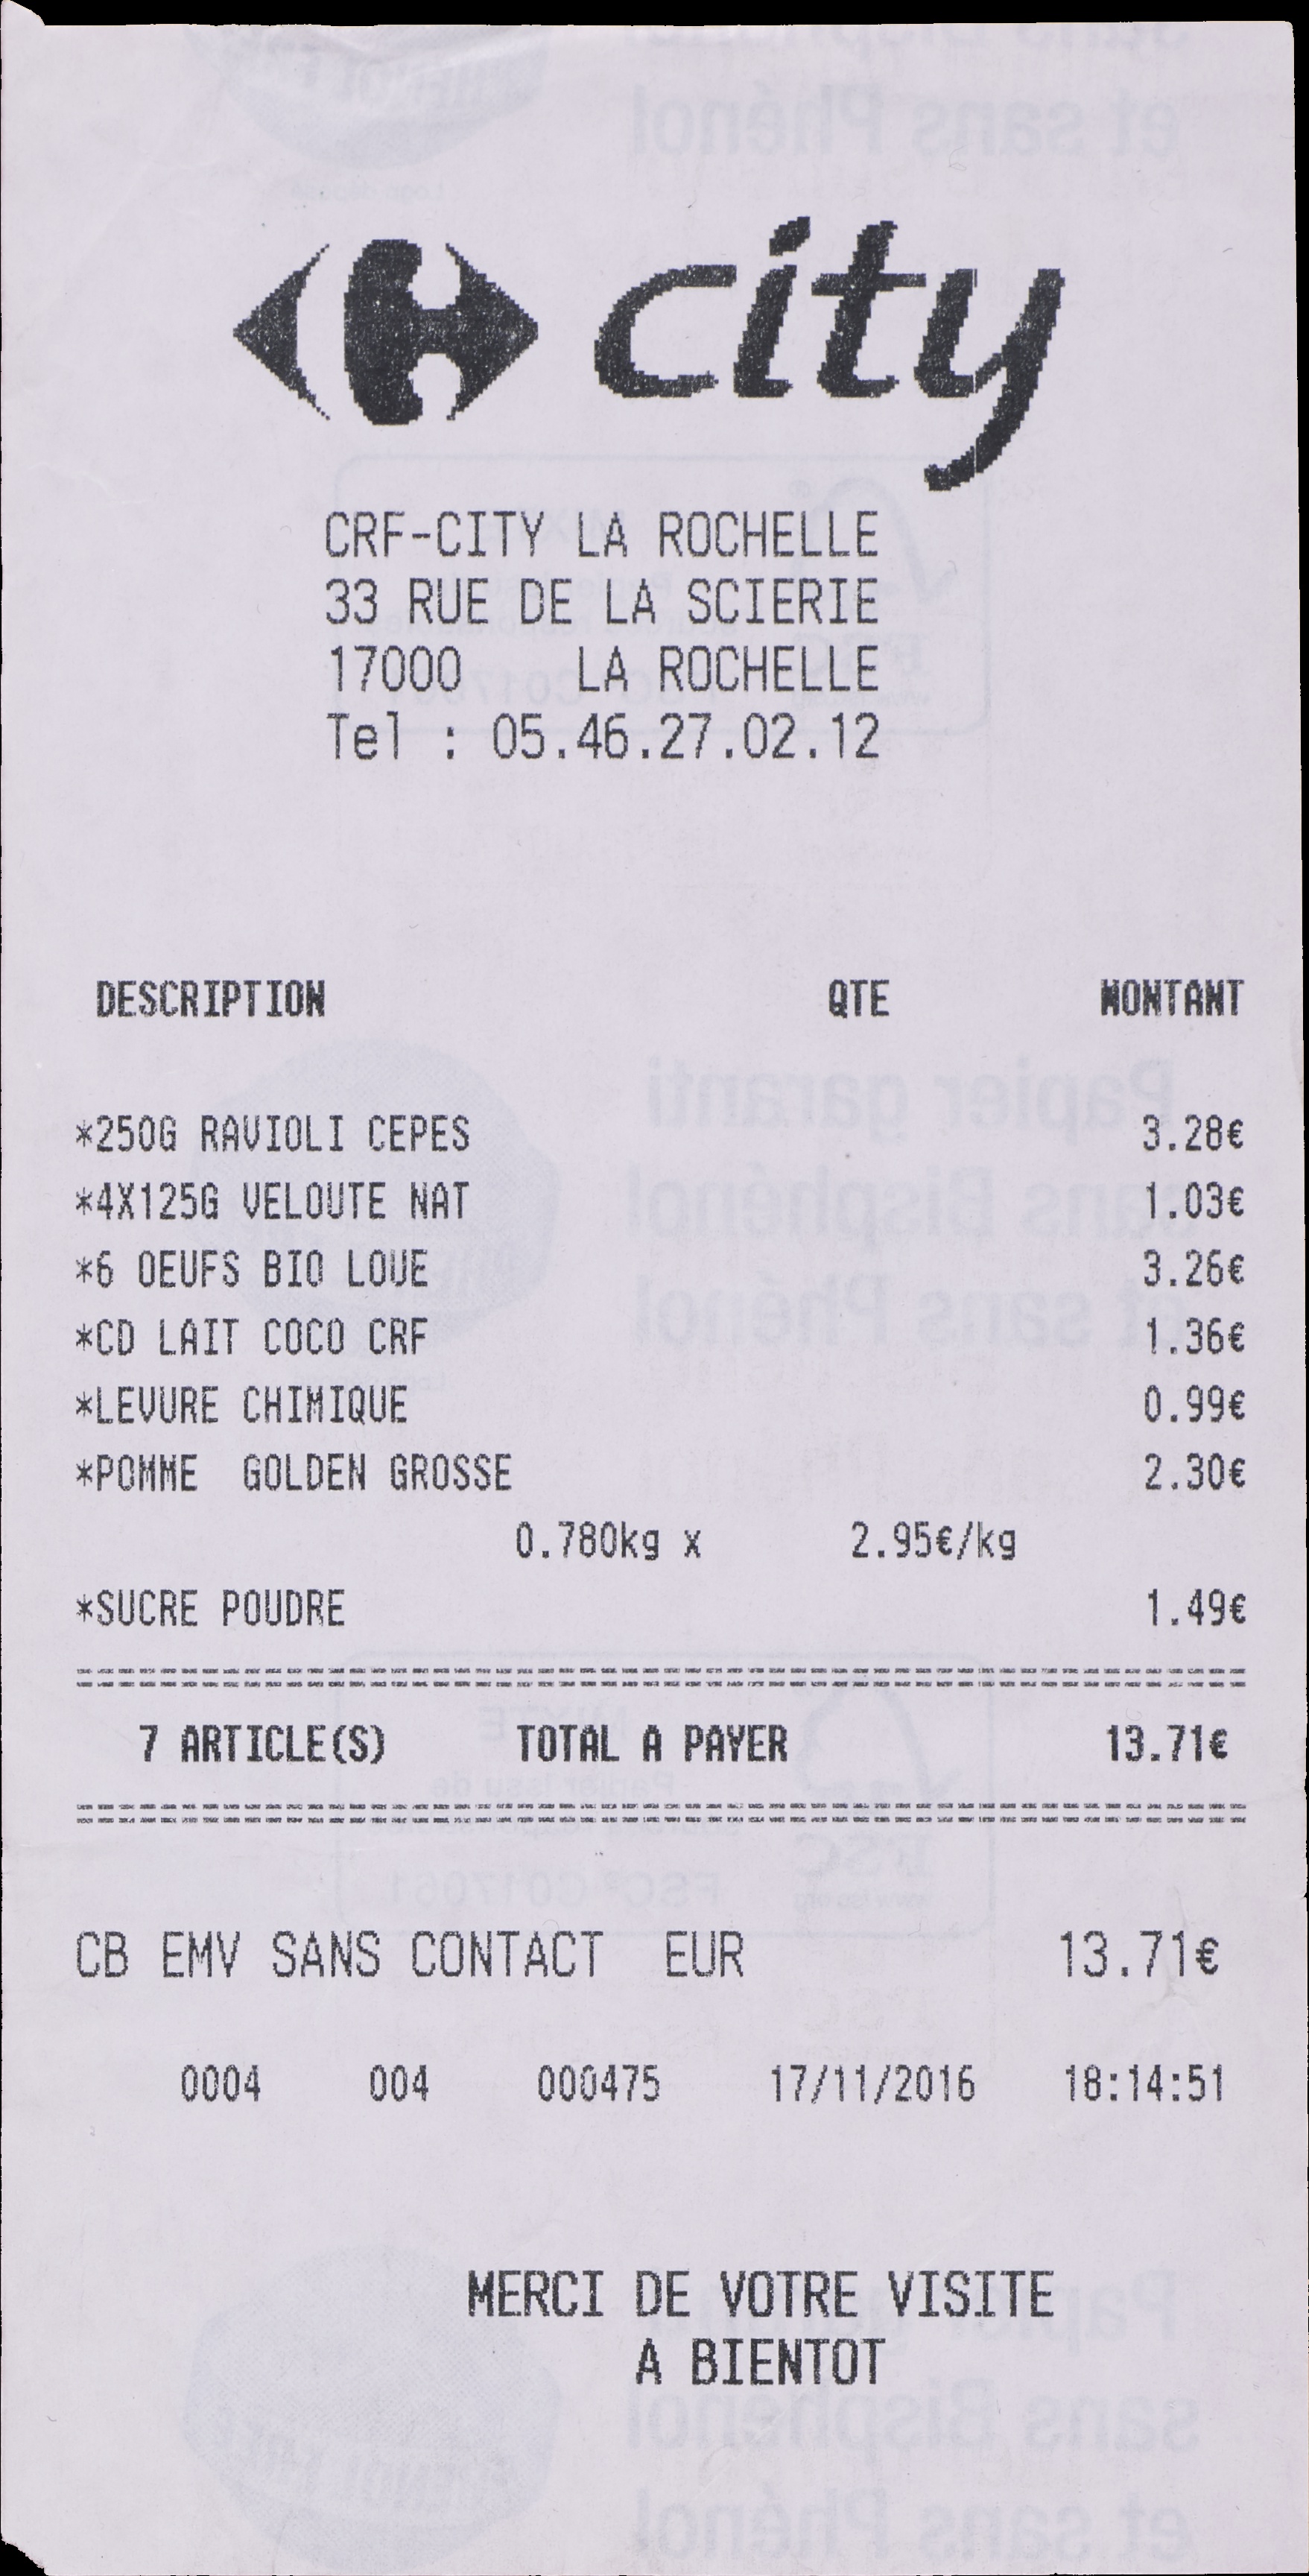 city
CRF-CITY LA ROCHELLE
33 RUE DE LA SCIERIE
17000 LA ROCHELLE
Tel : 05.46.27.02.12
DESCRIPTION QTE MONTANT
*250G RAVIOLI CEPES 3.28€
*4X125G VELOUTE NAT 1.03€
*6 OEUFS BIO LOUE 3.26€
*CD LAIT COCO CRF 1.36€
*LEVURE CHIMIQUE 0.99€
*POMME GOLDEN GROSSE 2.30€
0.780kg x 2.95€/kg
*SUCRE POUDRE 1.49€
7 ARTICLE(S) TOTAL A PAYER 13.71€
CB EMV SANS CONTACT EUR 13.71€
0004 004 000475 17/11/2016 18:14:51
MERCI DE VOTRE VISITE
A BIENTOT